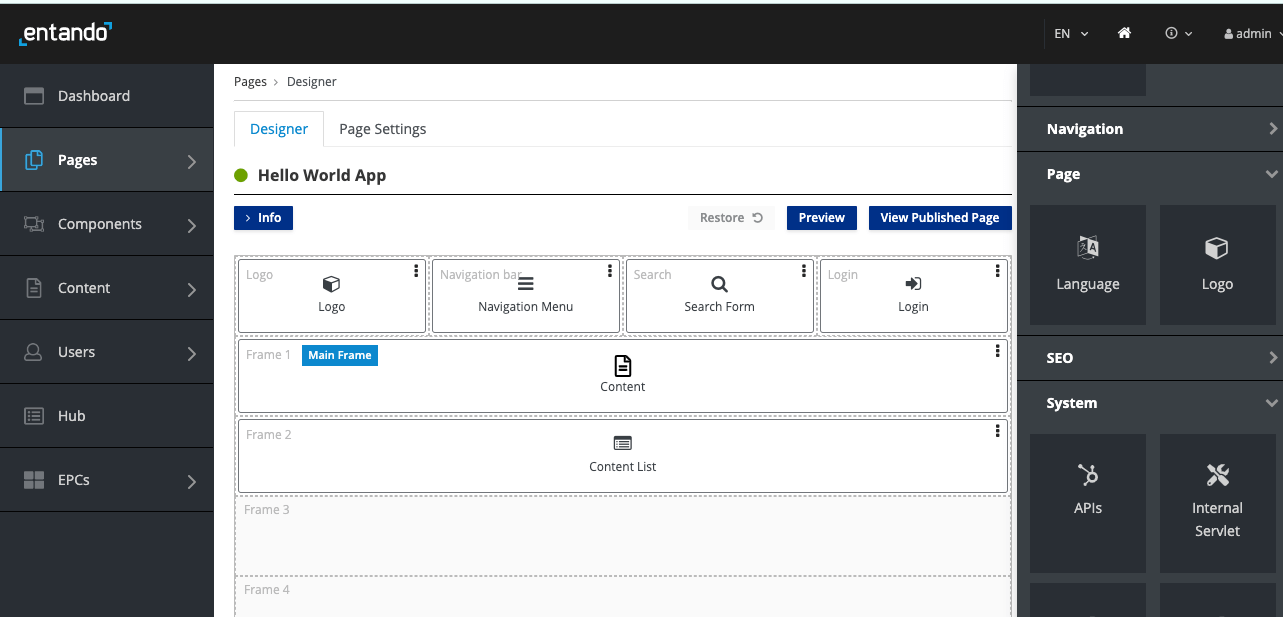 entando
EN
admin
Dashboard
Pages
Components
Content
Users
Hub
EPCs
Pages > Designer
Designer
Page Settings
Hello World App
> Info
Restore
Preview
View Published Page
Logo
Logo
Navigation bar
Navigation Menu
Search
Search Form
Login
Login
Frame 1
Main Frame
Content
Frame 2
Content List
Frame 3
Frame 4
Navigation
Page
Language
Logo
SEO
System
APIs
Internal
Servlet